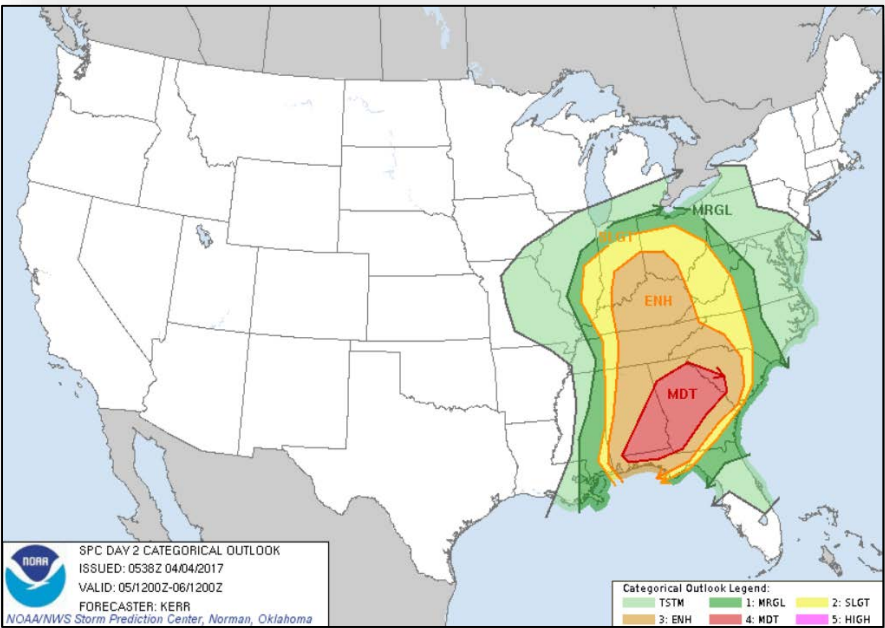 MRGL
SLGT
ENH
MDT
NOAA
SPC DAY 2 CATEGORICAL OUTLOOK
ISSUED: 0538Z 04/04/2017
VALID: 05/1200Z-06/1200Z
FORECASTER: KERR
NOAA/NWS Storm Prediction Center, Norman, Oklahoma
Categorical Outlook Legend:
TSTM 1: MRGL 2: SLGT
3: ENH 4: MDT 5: HIGH